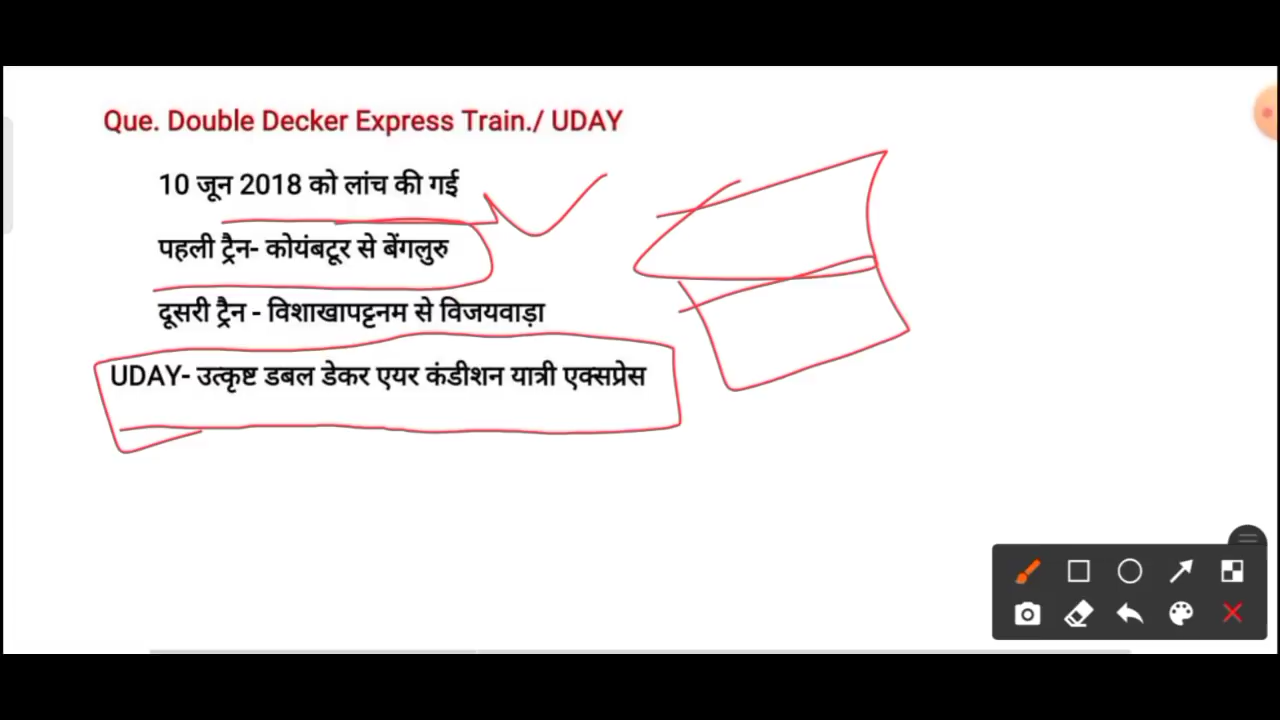 Que. Double Decker Express Train./ UDAY
10 जून 2018 को लांच की गई
पहली ट्रैन- कोयंबटूर से बेंगलुरु
दूसरी ट्रैन - विशाखापट्टनम से विजयवाड़ा
UDAY- उत्कृष्ट डबल डेकर एयर कंडीशन यात्री एक्सप्रेस